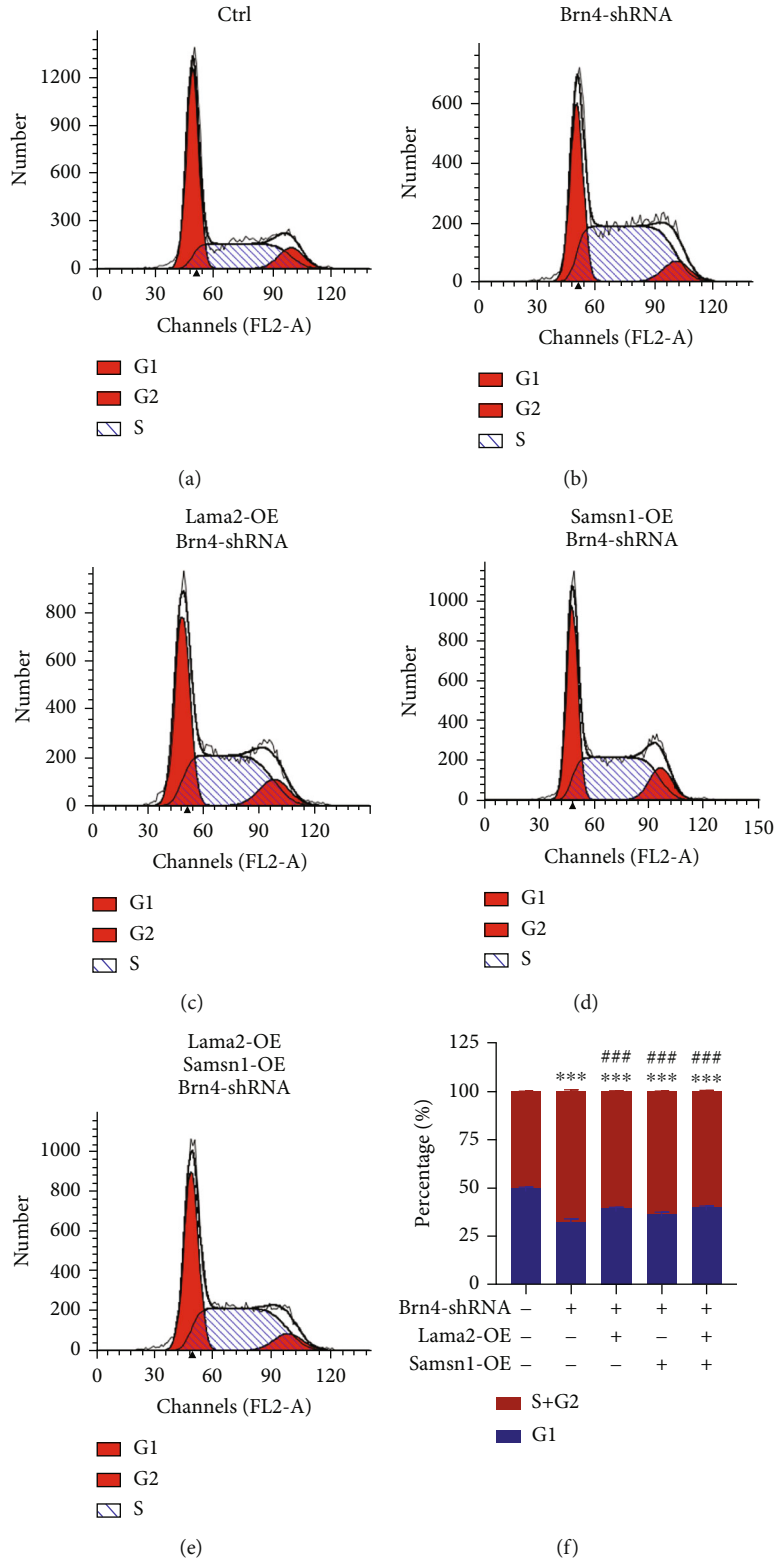 Ctrl
Number
1200
900
600
300
0
0 30 60 90 120
Channels (FL2-A)
G1
G2
S
(a)
Brn4-shRNA
Number
600
400
200
0
0 30 60 90 120
Channels (FL2-A)
G1
G2
S
(b)
Lama2-OE
Brn4-shRNA
Number
800
600
400
200
0
0 30 60 90 120
Channels (FL2-A)
G1
G2
S
(c)
Samsn1-OE
Brn4-shRNA
Number
1000
800
600
400
200
0
0 30 60 90 120 150
Channels (FL2-A)
G1
G2
S
(d)
Lama2-OE
Samsn1-OE
Brn4-shRNA
Number
1000
800
600
400
200
0
0 30 60 90 120
Channels (FL2-A)
G1
G2
S
(e)
Percentage (%)
125
100
75
50
25
0
### ### ###
*** *** *** ***
Brn4-shRNA – + + + +
Lama2-OE – – + – +
Samsn1-OE – – – + +
S+G2
G1
(f)